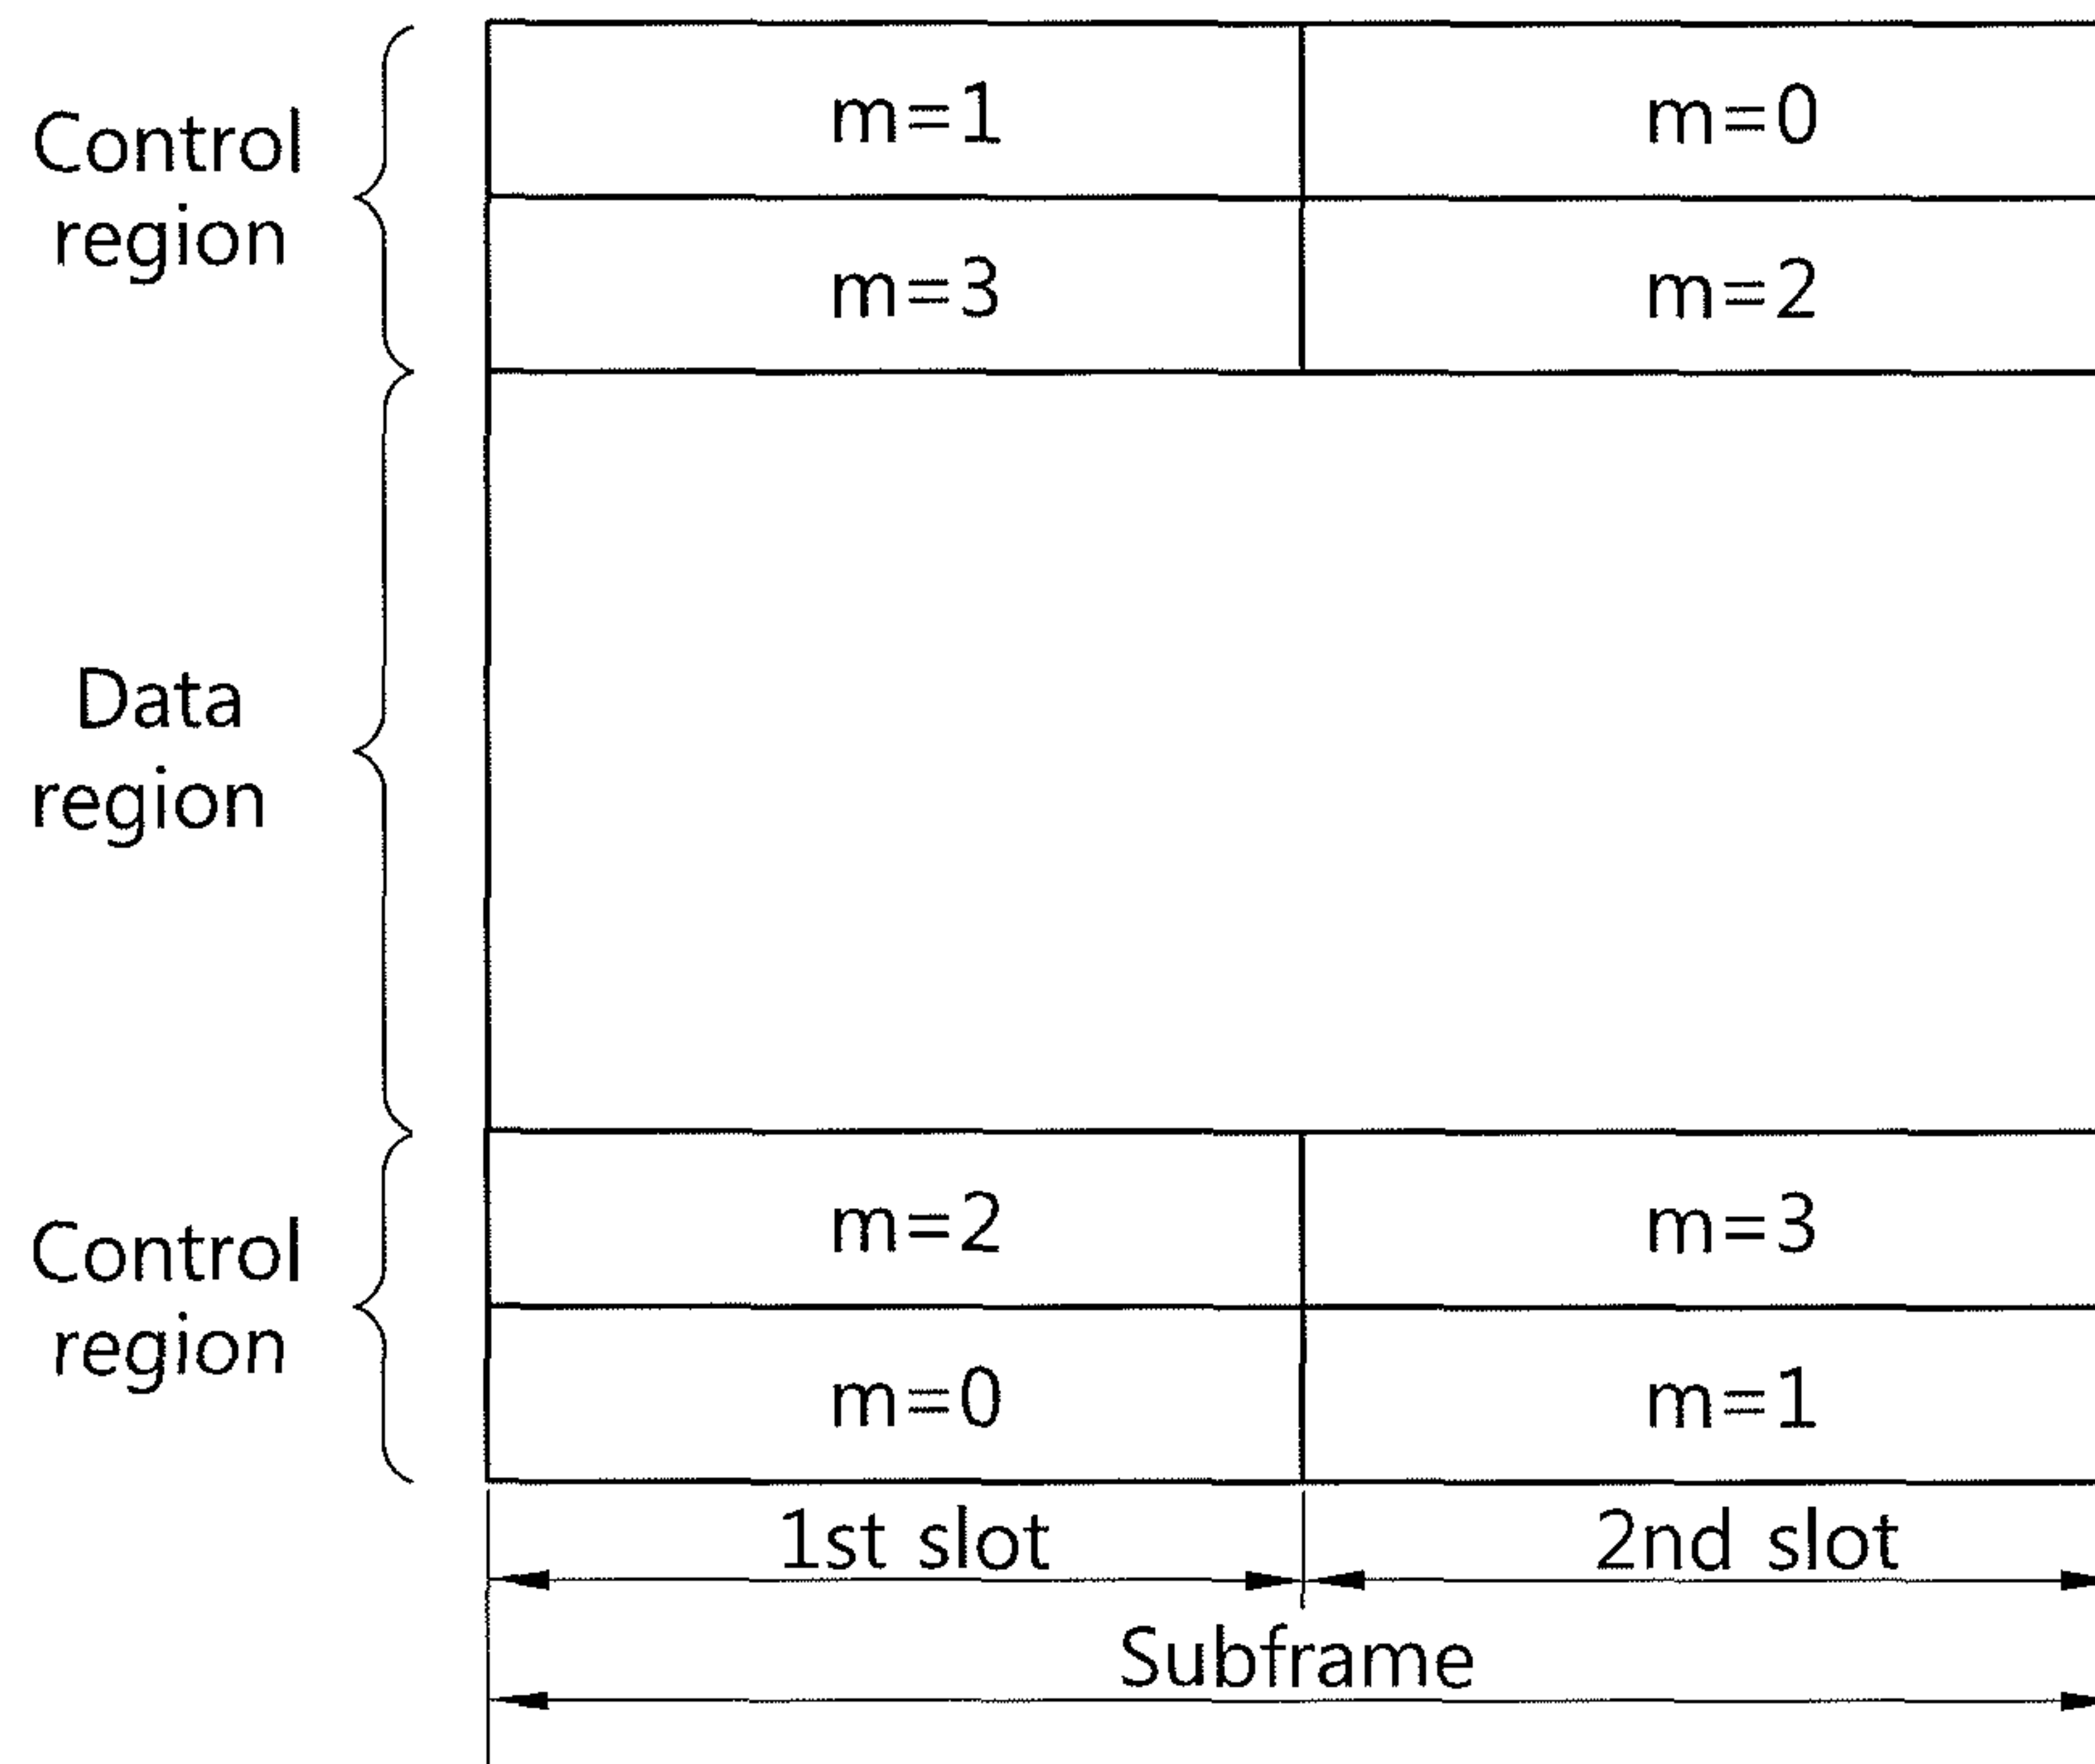 Control
region
m=1
m=0
m=3
m=2
Data
region
Control
region
m=2
m=3
m=0
m=1
1st slot
2nd slot
Subframe